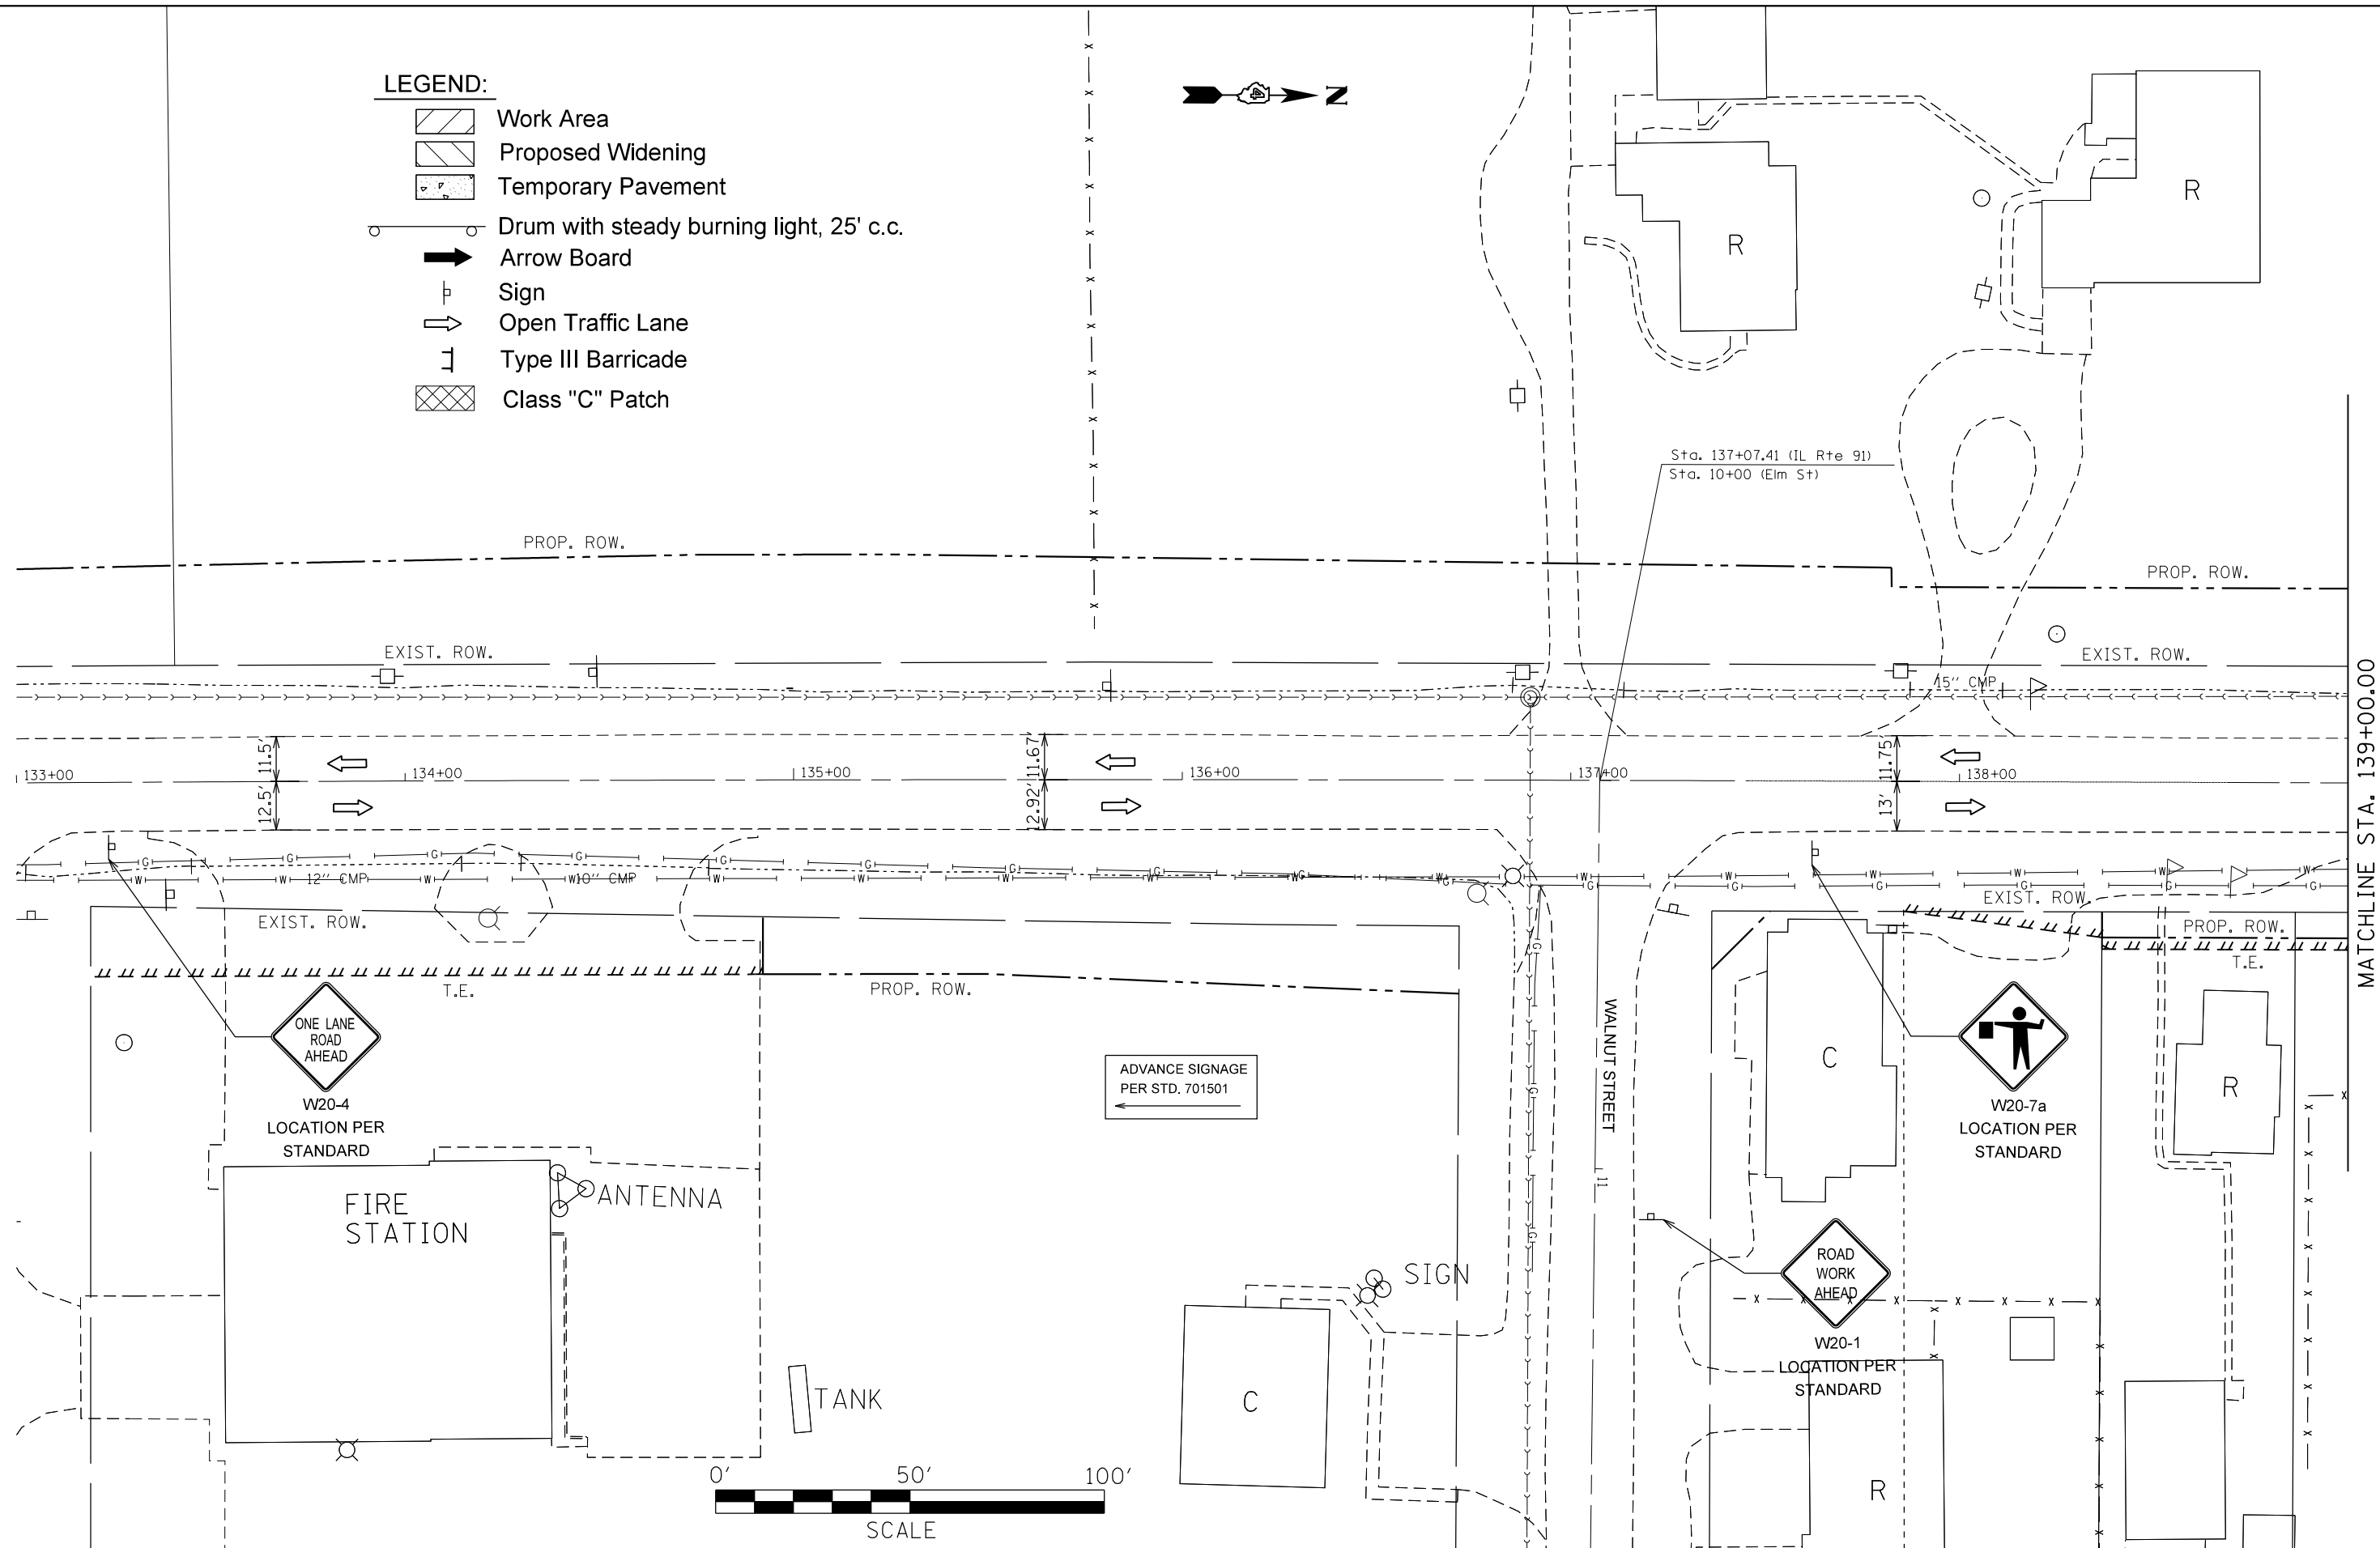 LEGEND:
Work Area
Proposed Widening
Temporary Pavement
Drum with steady burning light, 25' c.c.
Arrow Board
Sign
Open Traffic Lane
Type III Barricade
Class "C" Patch
4
N
R
R
Sta. 137+07.41 (IL Rte 91)
Sta. 10+00 (Elm St)
PROP. ROW.
PROP. ROW.
EXIST. ROW.
EXIST. ROW.
15'' CMP
11.5'
11.67'
11.75'
133+00
134+00
135+00
136+00
137+00
138+00
12.5'
12.92'
13'
MATCHLINE STA. 139+00.00
12'' CMP
10'' CMP
EXIST. ROW.
EXIST. ROW.
PROP. ROW.
T.E.
T.E.
PROP. ROW.
ONE LANE
ROAD
AHEAD
W20-4
LOCATION PER
STANDARD
ADVANCE SIGNAGE
PER STD. 701501
WALNUT STREET
11
C
W20-7a
LOCATION PER
STANDARD
R
FIRE
STATION
ANTENNA
SIGN
ROAD
WORK
AHEAD
W20-1
LOCATION PER
STANDARD
TANK
C
R
0'
50'
100'
SCALE